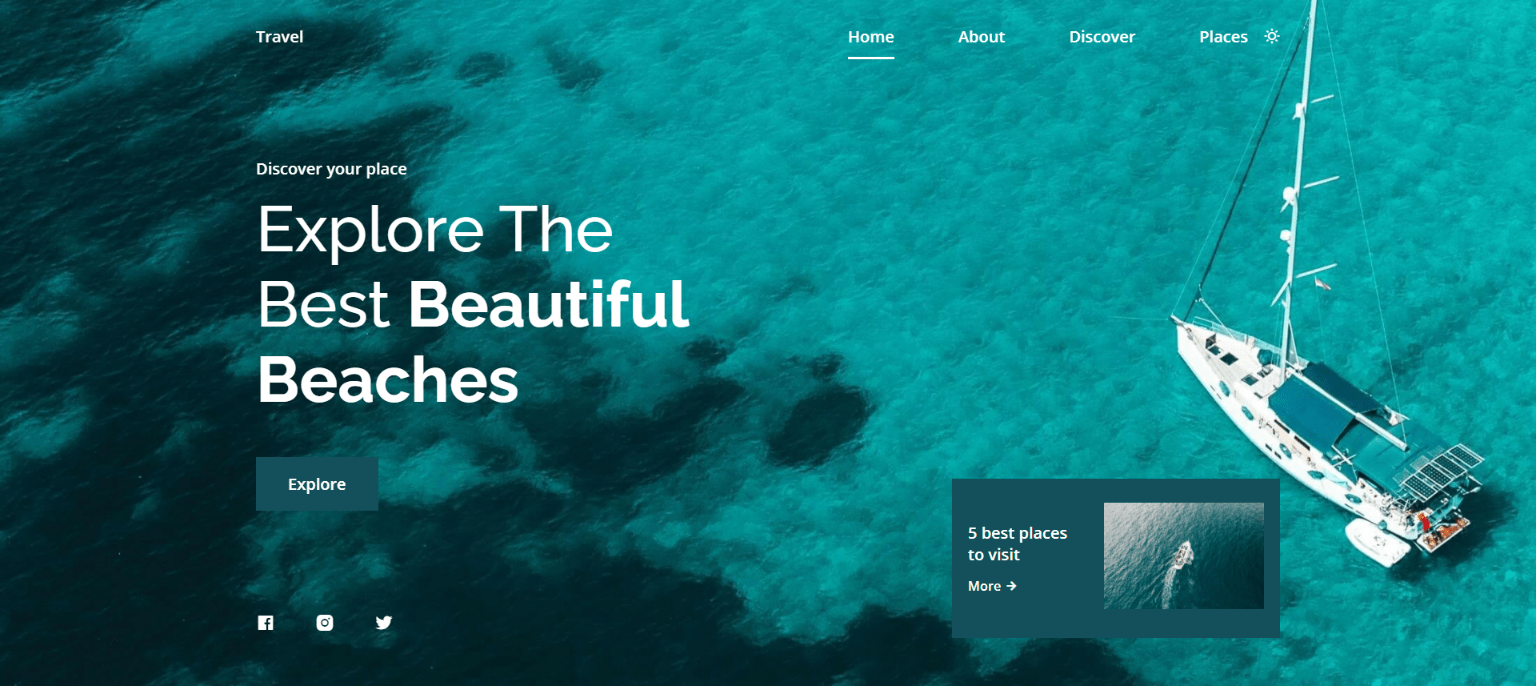 Travel
Home About Discover Places
Discover your place
Explore The
Best Beautiful
Beaches
Explore
5 best places
to visit
More →